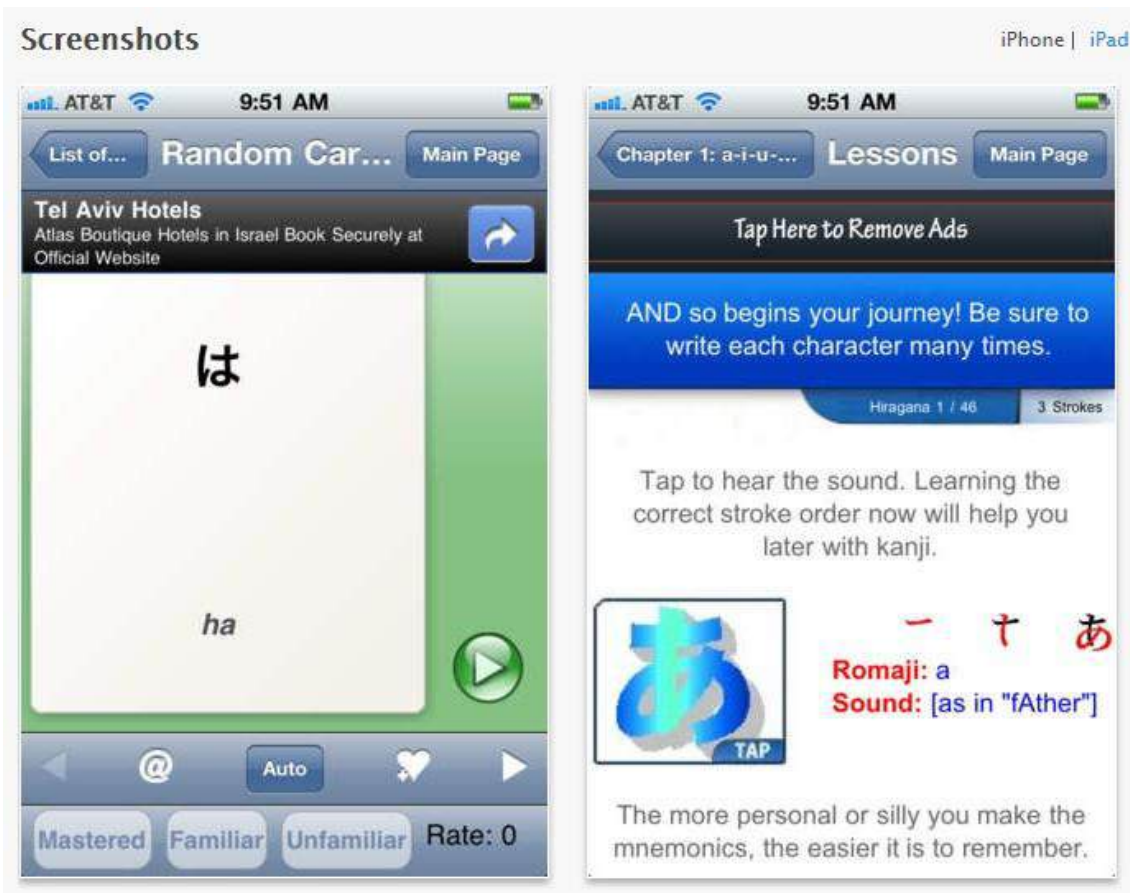 Screenshots
iPhone | iPad
AT&T 9:51 AM
List of... Random Car... Main Page
Tel Aviv Hotels
Atlas Boutique Hotels in Israel Book Securely at
Official Website
は
ha
@ Auto
Mastered Familiar Unfamiliar Rate: 0
AT&T 9:51 AM
Chapter 1: a-i-u-... Lessons Main Page
Tap Here to Remove Ads
AND so begins your journey! Be sure to
write each character many times.
Hiragana 1 / 46 3 Strokes
Tap to hear the sound. Learning the
correct stroke order now will help you
later with kanji.
あ
TAP
あ
Romaji: a
Sound: [as in "fAther"]
The more personal or silly you make the
mnemonics, the easier it is to remember.